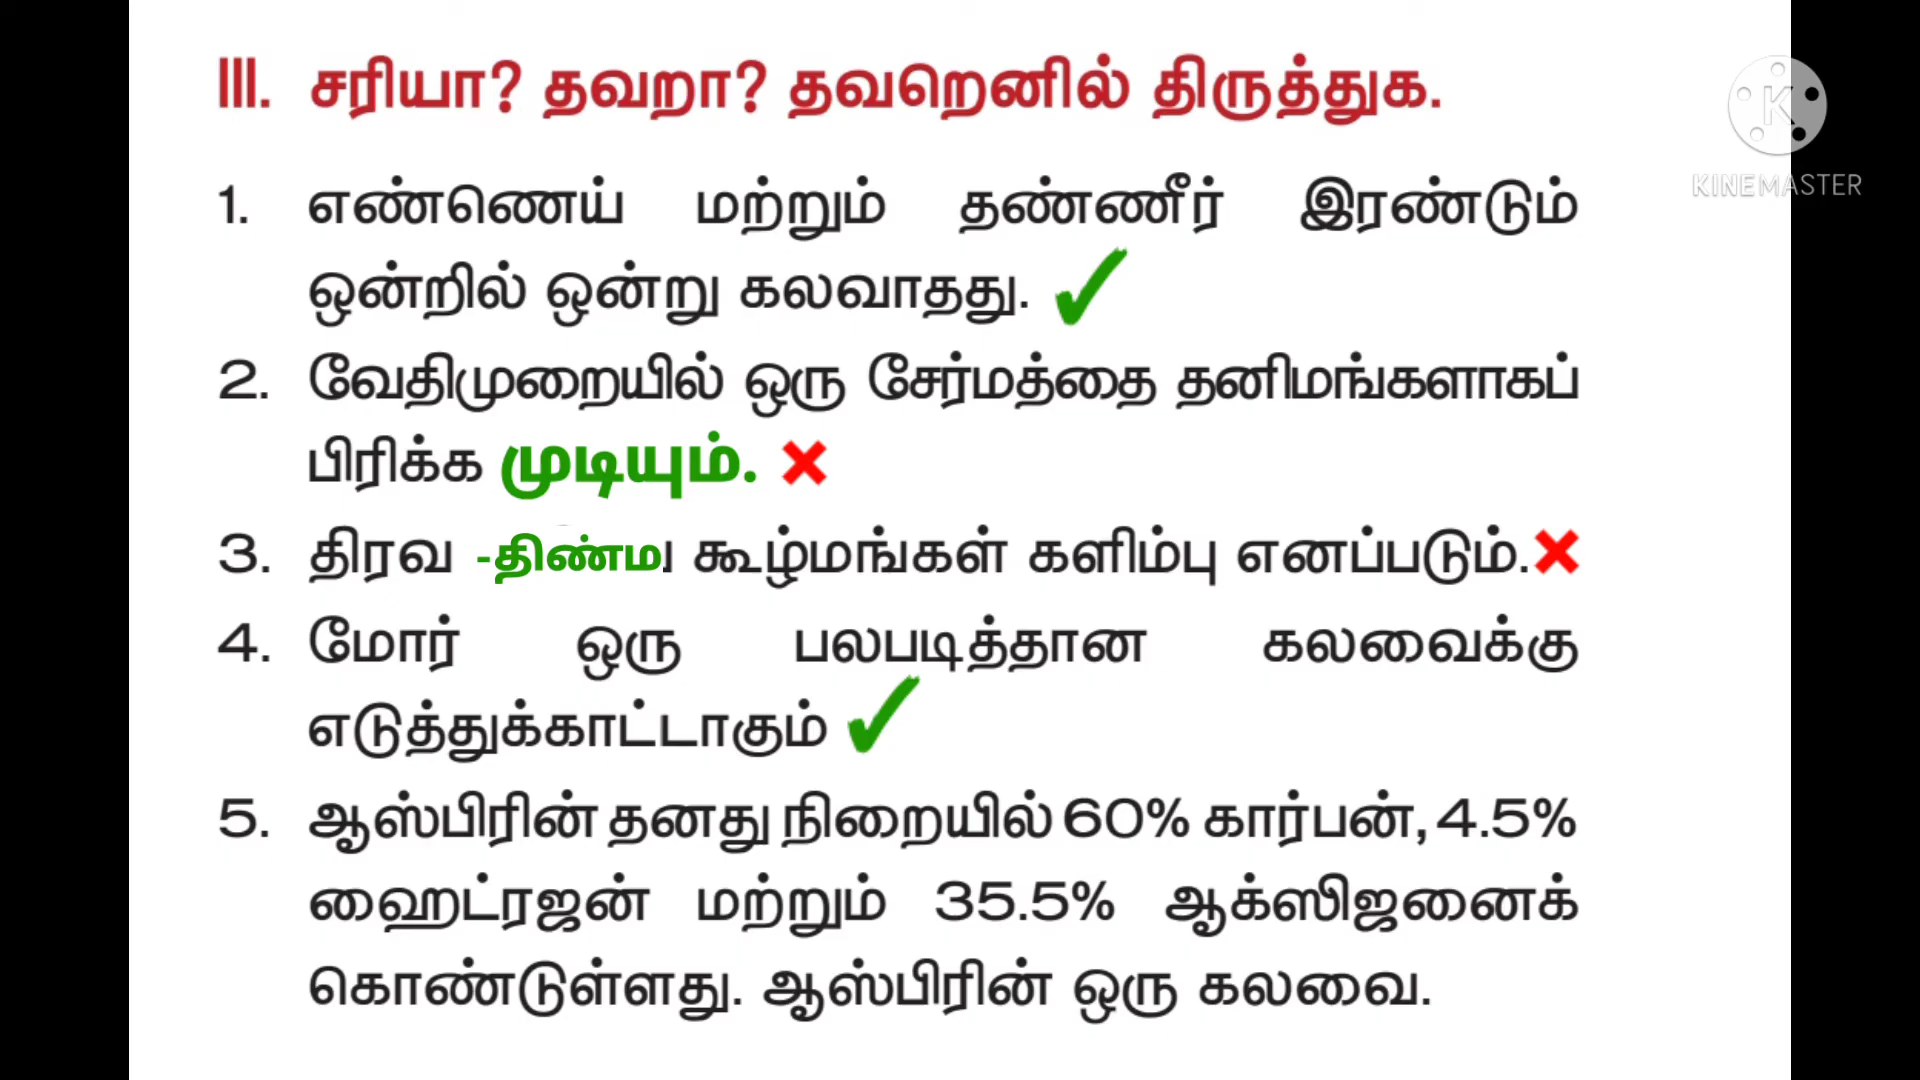 III. சரியா? தவறா? தவறெனில் திருத்துக.
KINEMASTER
1. எண்ணெய் மற்றும் தண்ணீர் இரண்டும்
ஒன்றில் ஒன்று கலவாதது. ✓
2. வேதிமுறையில் ஒரு சேர்மத்தை தனிமங்களாகப்
பிரிக்க முடியும். ✖
3. திரவ -திண்ம கூழ்மங்கள் களிம்பு எனப்படும். ✖
4. மோர் ஒரு பலபடித்தான கலவைக்கு
எடுத்துக்காட்டாகும் ✓
5. ஆஸ்பிரின் தனது நிறையில் 60% கார்பன், 4.5%
ஹைட்ரஜன் மற்றும் 35.5% ஆக்ஸிஜனைக்
கொண்டுள்ளது. ஆஸ்பிரின் ஒரு கலவை.